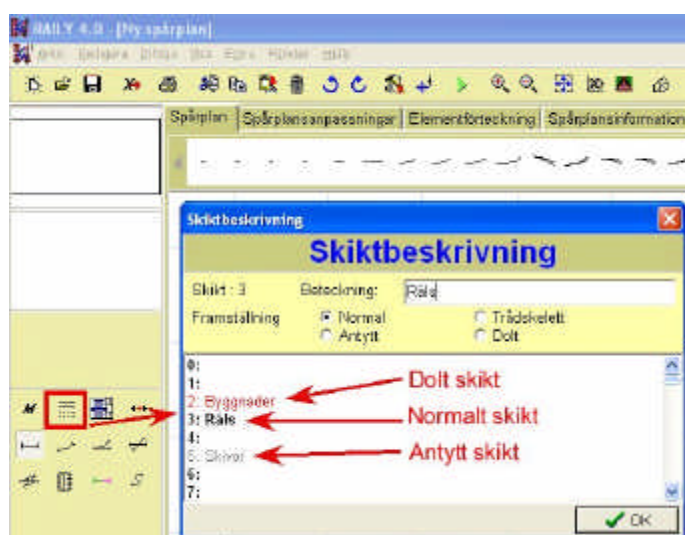 RAILY 4.0 - [Ny spårplan]
Spårplan Spårplansanpassningar Elementförteckning Spårplansinformation
Skiktbeskrivning
Skiktbeskrivning
Skikt : 3 Beteckning: Räls
Framställning Normal Trådskelett
Antytt Dolt
0:
1:
2: Byggnader
3: Räls
4:
5: Skivor
6:
7:
Dolt skikt
Normalt skikt
Antytt skikt
OK